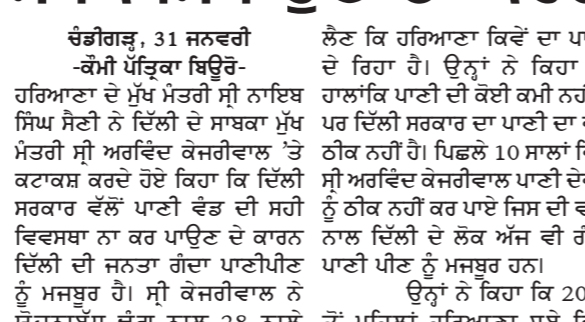 ਚੰਡੀਗੜ੍ਹ, 31 ਜਨਵਰੀ
-ਕੌਮੀ ਪੱਤ੍ਰਿਕਾ ਬਿਊਰੋ-
ਹਰਿਆਣਾ ਦੇ ਮੁੱਖ ਮੰਤਰੀ ਸ੍ਰੀ ਨਾਇਬ
ਸਿੰਘ ਸੈਣੀ ਨੇ ਦਿੱਲੀ ਦੇ ਸਾਬਕਾ ਮੁੱਖ
ਮੰਤਰੀ ਸ੍ਰੀ ਅਰਵਿੰਦ ਕੇਜਰੀਵਾਲ ’ਤੇ
ਕਟਾਕਸ਼ ਕਰਦੇ ਹੋਏ ਕਿਹਾ ਕਿ ਦਿੱਲੀ
ਸਰਕਾਰ ਵੱਲੋਂ ਪਾਣੀ ਵੰਡ ਦੀ ਸਹੀ
ਵਿਵਸਥਾ ਨਾ ਕਰ ਪਾਉਣ ਦੇ ਕਾਰਨ
ਦਿੱਲੀ ਦੀ ਜਨਤਾ ਗੰਦਾ ਪਾਣੀਪੀਣ
ਨੂੰ ਮਜਬੂਰ ਹੈ। ਸ੍ਰੀ ਕੇਜਰੀਵਾਲ ਨੇ
ਲੈਣ ਕਿ ਹਰਿਆਣਾ ਕਿਵੇਂ ਦਾ
ਦੇ ਰਿਹਾ ਹੈ। ਉਨ੍ਹਾਂ ਨੇ ਕਿਹਾ
ਹਾਲਾਂਕਿ ਪਾਣੀ ਦੀ ਕੋਈ ਕਮੀ
ਪਰ ਦਿੱਲੀ ਸਰਕਾਰ ਦਾ ਪਾਣੀ ਦਾ
ਠੀਕ ਨਹੀਂ ਹੈ। ਪਿਛਲੇ 10 ਸਾਲਾਂ
ਸ੍ਰੀ ਅਰਵਿੰਦ ਕੇਜਰੀਵਾਲ ਪਾਣੀ
ਨੂੰ ਠੀਕ ਨਹੀਂ ਕਰ ਪਾਏ ਜਿਸ ਦੀ
ਨਾਲ ਦਿੱਲੀ ਦੇ ਲੋਕ ਅੱਜ ਵੀ
ਪਾਣੀ ਪੀਣ ਨੂੰ ਮਜਬੂਰ ਹਨ।
ਉਨ੍ਹਾਂ ਨੇ ਕਿਹਾ ਕਿ 20